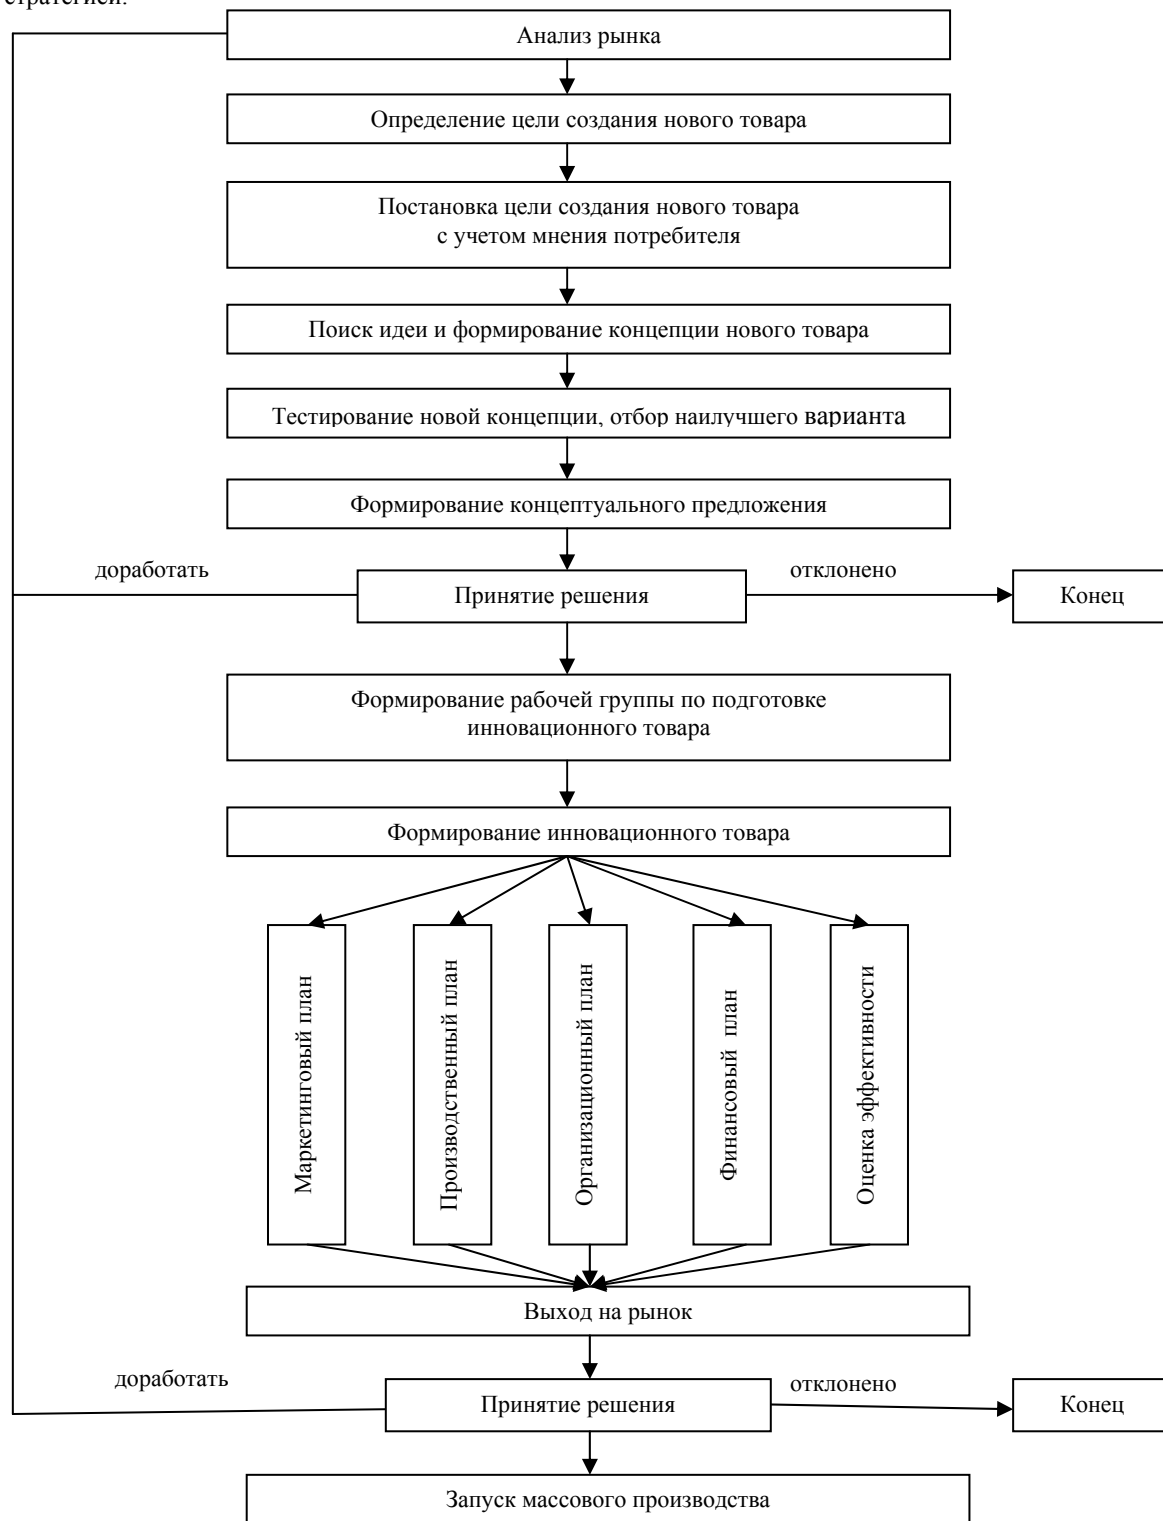 стратегией.
Анализ рынка
Определение цели создания нового товара
Постановка цели создания нового товара
с учетом мнения потребителя
Поиск идеи и формирование концепции нового товара
Тестирование новой концепции, отбор наилучшего варианта
Формирование концептуального предложения
доработать
Принятие решения
отклонено
Конец
Формирование рабочей группы по подготовке
инновационного товара
Формирование инновационного товара
Маркетинговый план
Производственный план
Организационный план
Финансовый план
Оценка эффективности
Выход на рынок
доработать
Принятие решения
отклонено
Конец
Запуск массового производства